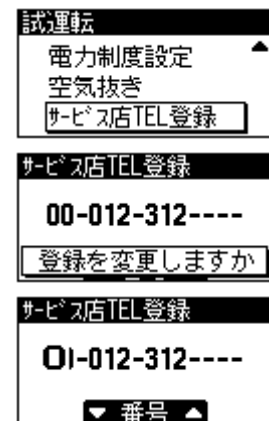 試運転
電力制度設定 ▲
空気抜き
ｻｰﾋﾞｽ店TEL登録
ｻｰﾋﾞｽ店TEL登録
00-012-312----
登録を変更しますか
ｻｰﾋﾞｽ店TEL登録
01-012-312----
▼ 番号 ▲